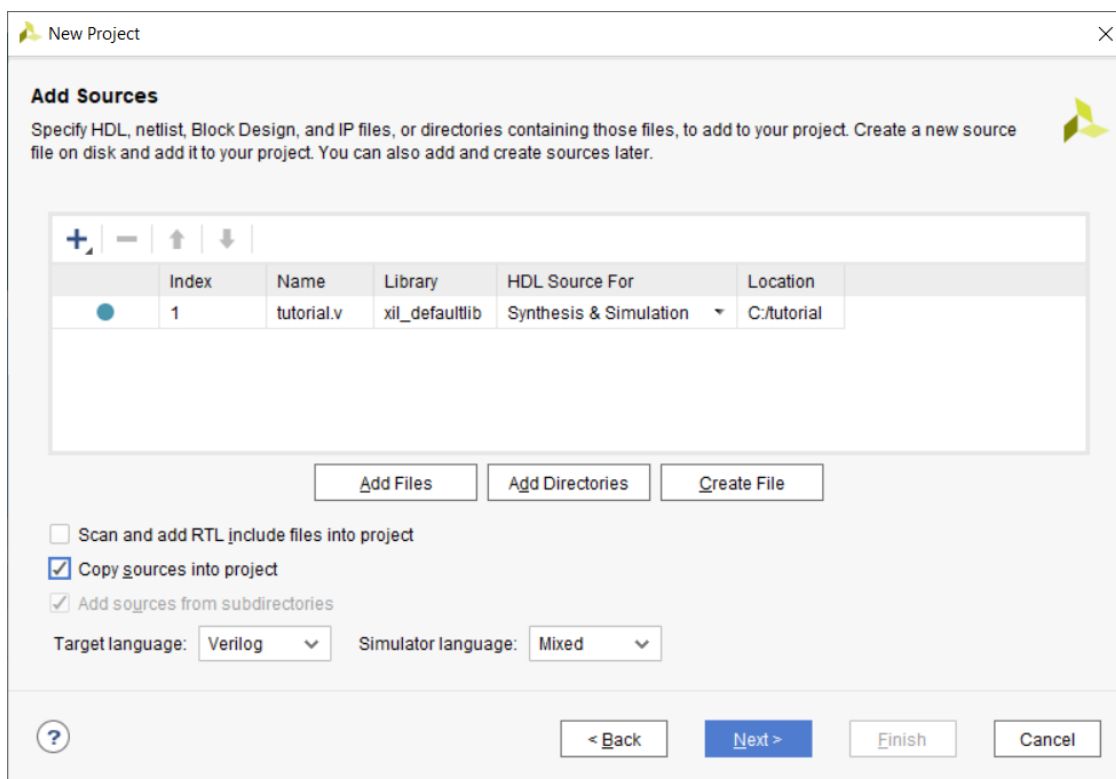 New Project
Add Sources
Specify HDL, netlist, Block Design, and IP files, or directories containing those files, to add to your project. Create a new source
file on disk and add it to your project. You can also add and create sources later.
Index Name Library HDL Source For Location
1 tutorial.v xil_defaultlib Synthesis & Simulation C:/tutorial
Add Files Add Directories Create File
Scan and add RTL include files into project
Copy sources into project
Add sources from subdirectories
Target language: Verilog Simulator language: Mixed
? < Back Next > Finish Cancel